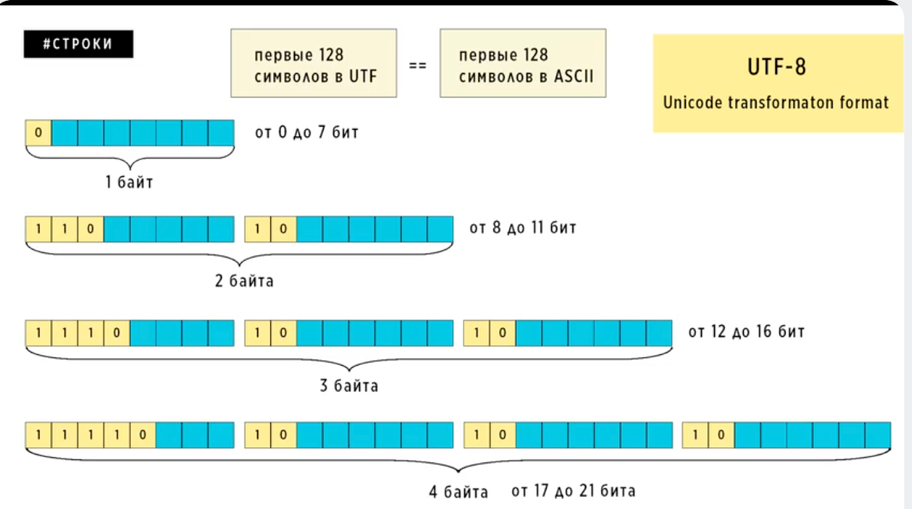 #СТРОКИ
первые 128
символов в UTF
==
первые 128
символов в ASCII
UTF-8
Unicode transformaton format
0
от 0 до 7 бит
1 байт
1 1 0 1 0
от 8 до 11 бит
2 байта
1 1 1 0 1 0 1 0
от 12 до 16 бит
3 байта
1 1 1 1 0 1 0 1 0 1 0
4 байта от 17 до 21 бита